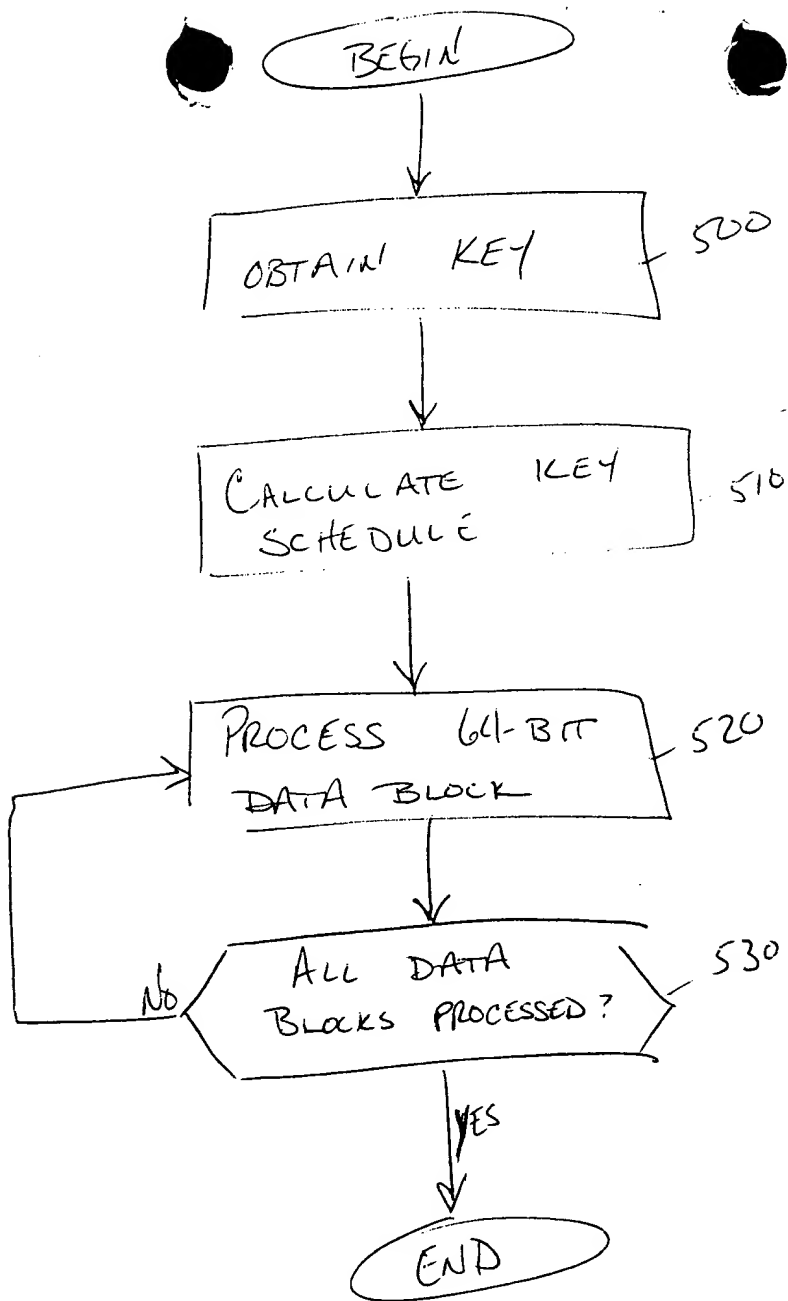 BEGIN
OBTAIN KEY
500
CALCULATE KEY
SCHEDULE
510
PROCESS 64-BIT
DATA BLOCK
520
ALL DATA
BLOCKS PROCESSED?
530
No
YES
END